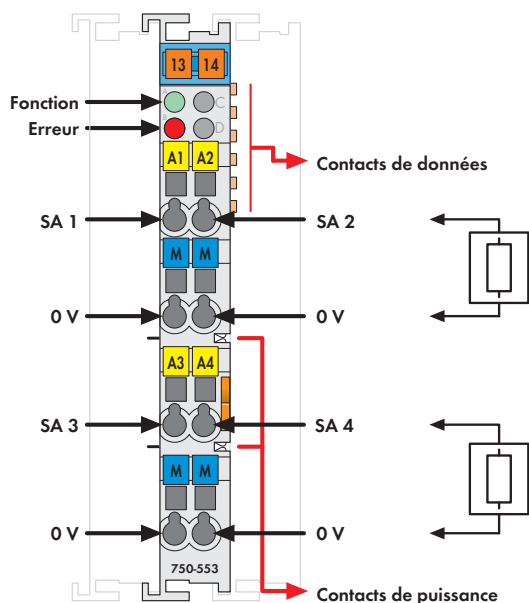 13 14
A C
Fonction
B D
Erreur
A1 A2
Contacts de données
SA 1 SA 2
M M
0 V 0 V
A3 A4
SA 3 SA 4
M M
0 V 0 V
750-553
Contacts de puissance